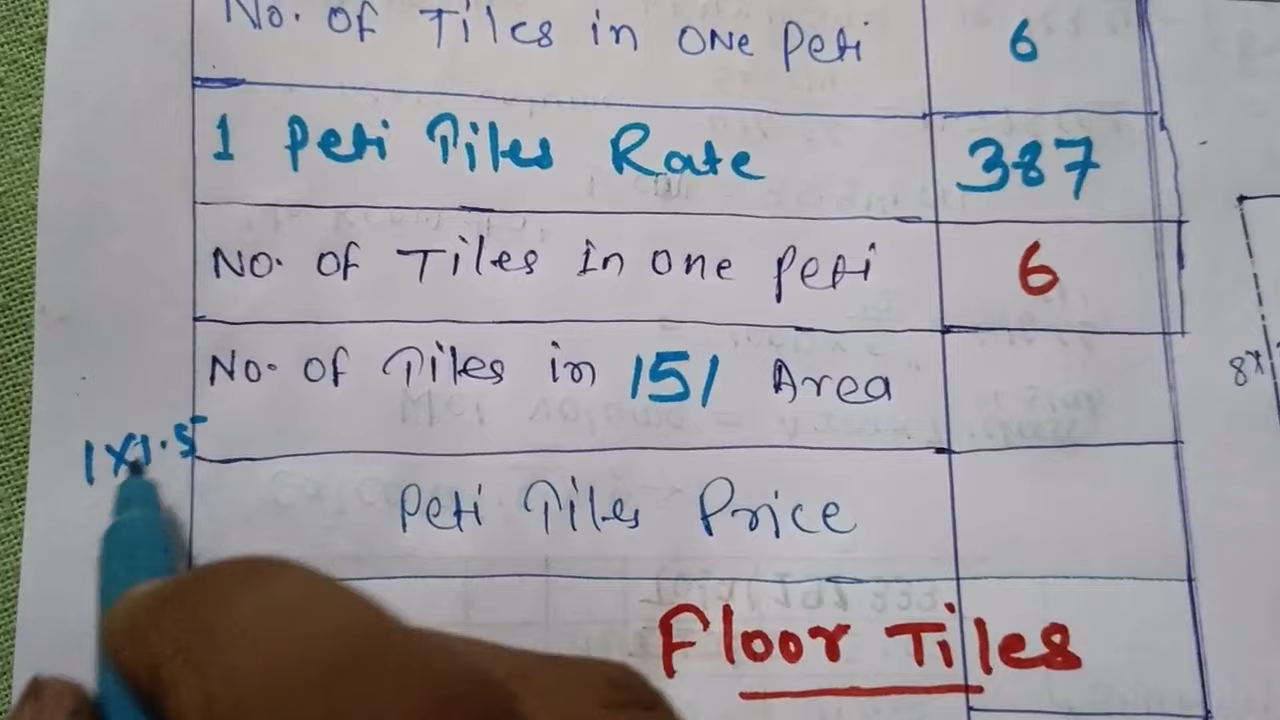 No. of Tiles in one Peti 6
1 Peti Tiles Rate 387
No. of Tiles in one Peti 6
No. of Tiles in 151 Area
1x1.5
Peti Tiles Price
Floor Tiles
8x